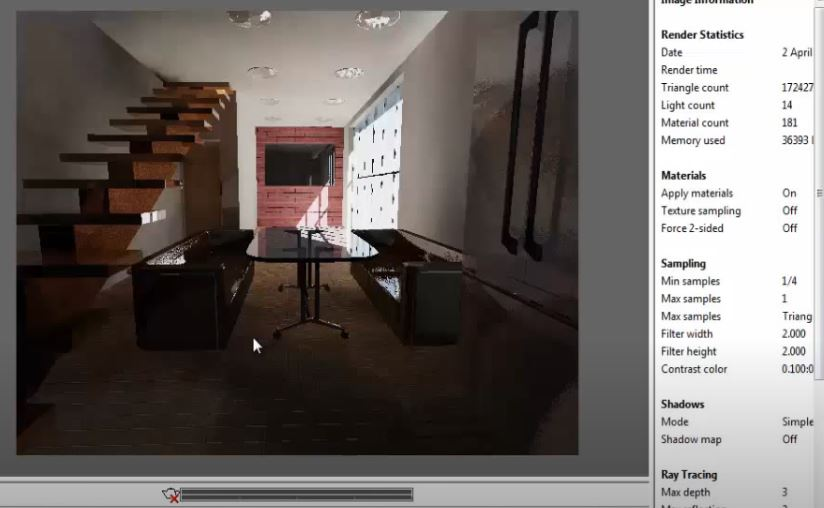 Image Information
Render Statistics
Date 2 April
Render time
Triangle count 172427
Light count 14
Material count 181
Memory used 36393
Materials
Apply materials On
Texture sampling Off
Force 2-sided Off
Sampling
Min samples 1/4
Max samples 1
Max samples Triang
Filter width 2.000
Filter height 2.000
Contrast color 0.100:0
Shadows
Mode Simple
Shadow map Off
Ray Tracing
Max depth 3